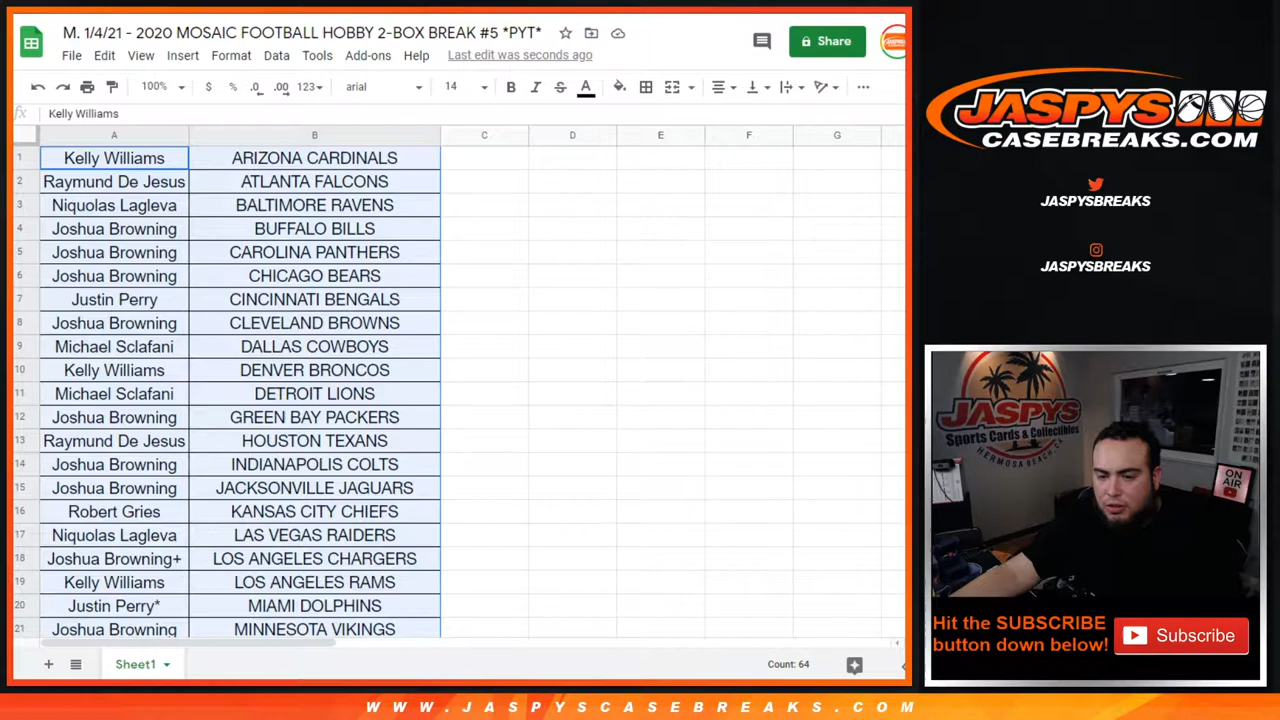 M. 1/4/21 - 2020 MOSAIC FOOTBALL HOBBY 2-BOX BREAK #5 *PYT*
File Edit View Insert Format Data Tools Add-ons Help Last edit was seconds ago
Share
100% $ % .0 .00 123 arial 14 B I S A
fx Kelly Williams
A B C D E F G
1 Kelly Williams ARIZONA CARDINALS
2 Raymund De Jesus ATLANTA FALCONS
3 Niquolas Lagleva BALTIMORE RAVENS
4 Joshua Browning BUFFALO BILLS
5 Joshua Browning CAROLINA PANTHERS
6 Joshua Browning CHICAGO BEARS
7 Justin Perry CINCINNATI BENGALS
8 Joshua Browning CLEVELAND BROWNS
9 Michael Sclafani DALLAS COWBOYS
10 Kelly Williams DENVER BRONCOS
11 Michael Sclafani DETROIT LIONS
12 Joshua Browning GREEN BAY PACKERS
13 Raymund De Jesus HOUSTON TEXANS
14 Joshua Browning INDIANAPOLIS COLTS
15 Joshua Browning JACKSONVILLE JAGUARS
16 Robert Gries KANSAS CITY CHIEFS
17 Niquolas Lagleva LAS VEGAS RAIDERS
18 Joshua Browning+ LOS ANGELES CHARGERS
19 Kelly Williams LOS ANGELES RAMS
20 Justin Perry* MIAMI DOLPHINS
21 Joshua Browning MINNESOTA VIKINGS
Sheet1
Count: 64
JASPYS
CASEBREAKS.COM
JASPYSBREAKS
JASPYSBREAKS
JASPYS
Sports Cards & Collectibles
HERMOSA BEACH, CA
ON AIR
Hit the SUBSCRIBE
button down below!
Subscribe
WWW.JASPYSCASEBREAKS.COM